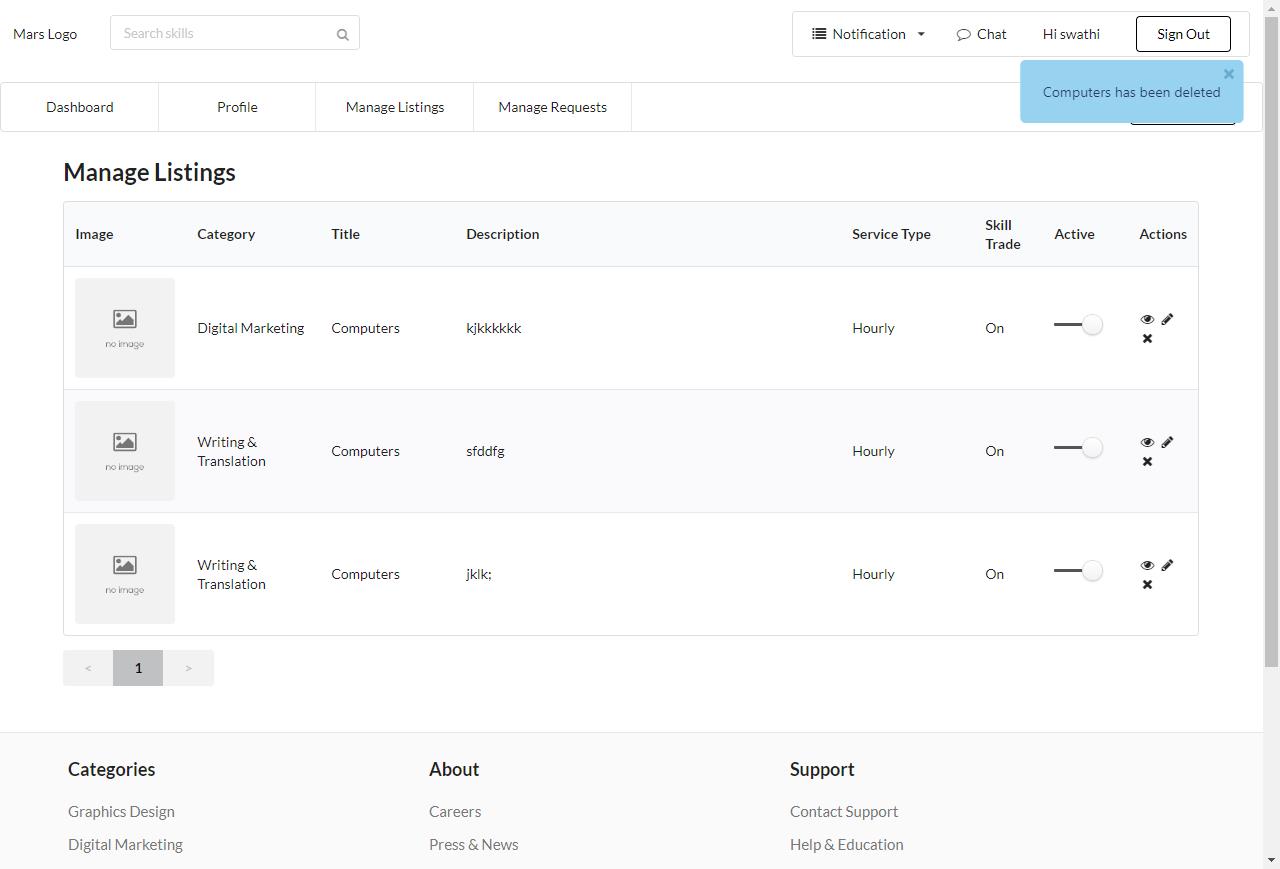 Mars Logo
Search skills
Notification
Chat
Hi swathi
Sign Out
Computers has been deleted
Dashboard
Profile
Manage Listings
Manage Requests
Manage Listings
Image
Category
Title
Description
Service Type
Skill
Trade
Active
Actions
no image
Digital Marketing
Computers
kjkkkkkk
Hourly
On
no image
Writing &
Translation
Computers
sfddfg
Hourly
On
no image
Writing &
Translation
Computers
jklk;
Hourly
On
<
1
>
Categories
About
Support
Graphics Design
Careers
Contact Support
Digital Marketing
Press & News
Help & Education